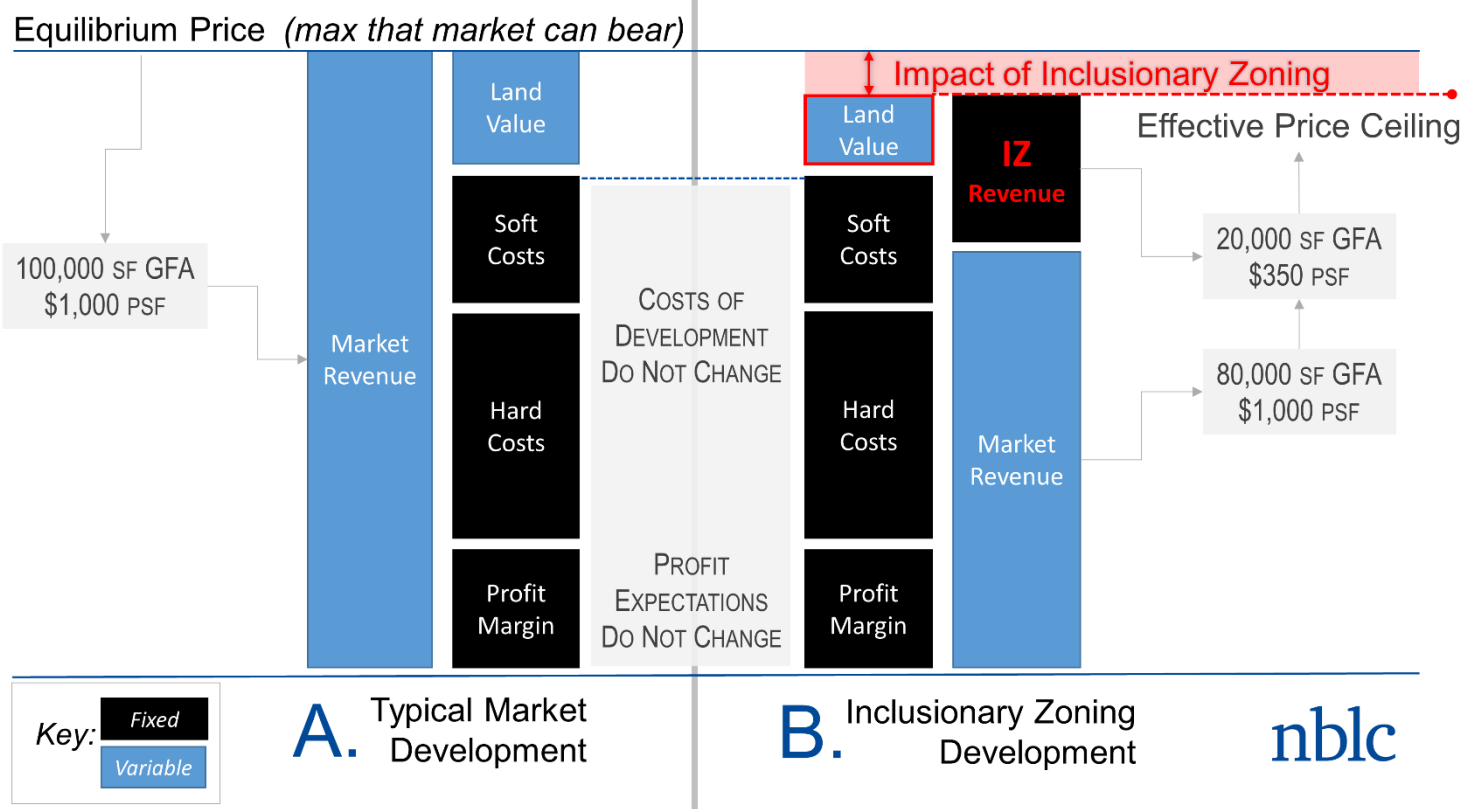 Equilibrium Price (max that market can bear)
100,000 SF GFA
$1,000 PSF
Market
Revenue
Land
Value
Soft
Costs
Hard
Costs
Profit
Margin
COSTS OF
DEVELOPMENT
DO NOT CHANGE
PROFIT
EXPECTATIONS
DO NOT CHANGE
Impact of Inclusionary Zoning
Land
Value
Soft
Costs
Hard
Costs
Profit
Margin
IZ
Revenue
Market
Revenue
Effective Price Ceiling
20,000 SF GFA
$350 PSF
80,000 SF GFA
$1,000 PSF
Key:
Fixed
Variable
A. Typical Market
Development
B. Inclusionary Zoning
Development
nblc